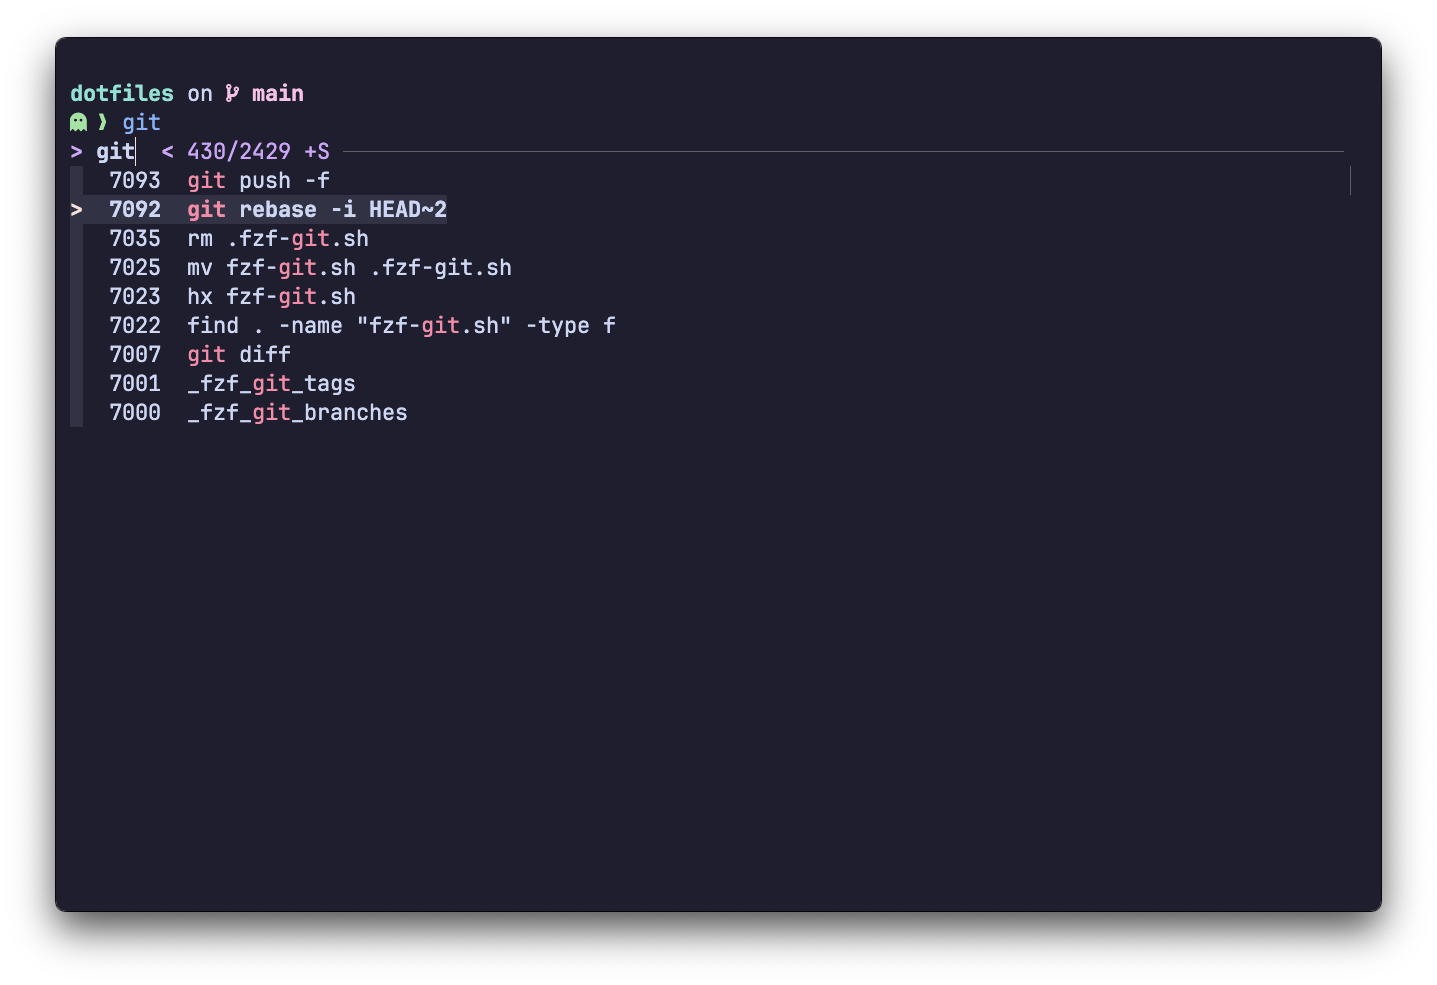 dotfiles on main
❯ git
> git < 430/2429 +S
7093 git push -f
> 7092 git rebase -i HEAD~2
7035 rm .fzf-git.sh
7025 mv fzf-git.sh .fzf-git.sh
7023 hx fzf-git.sh
7022 find . -name "fzf-git.sh" -type f
7007 git diff
7001 _fzf_git_tags
7000 _fzf_git_branches